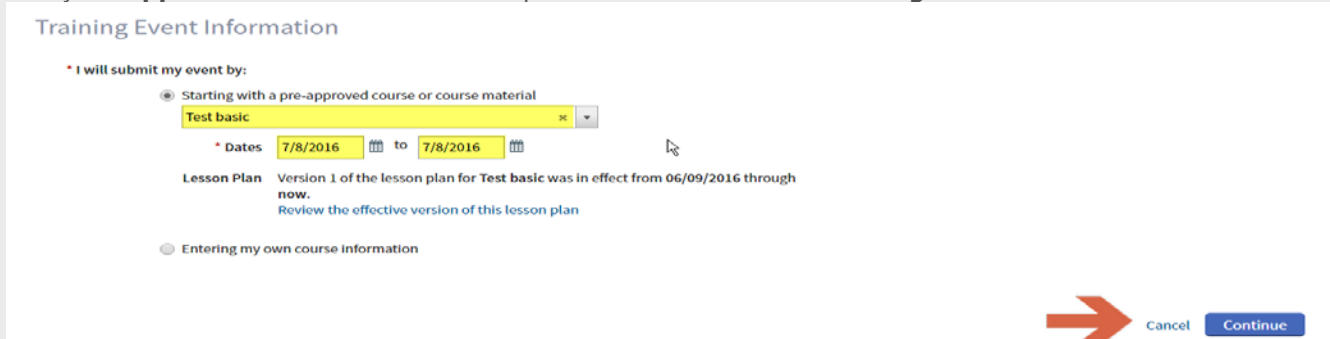 Training Event Information
* I will submit my event by:
Starting with a pre-approved course or course material
Test basic
* Dates 7/8/2016 to 7/8/2016
Lesson Plan Version 1 of the lesson plan for Test basic was in effect from 06/09/2016 through
now.
Review the effective version of this lesson plan
Entering my own course information
Cancel Continue